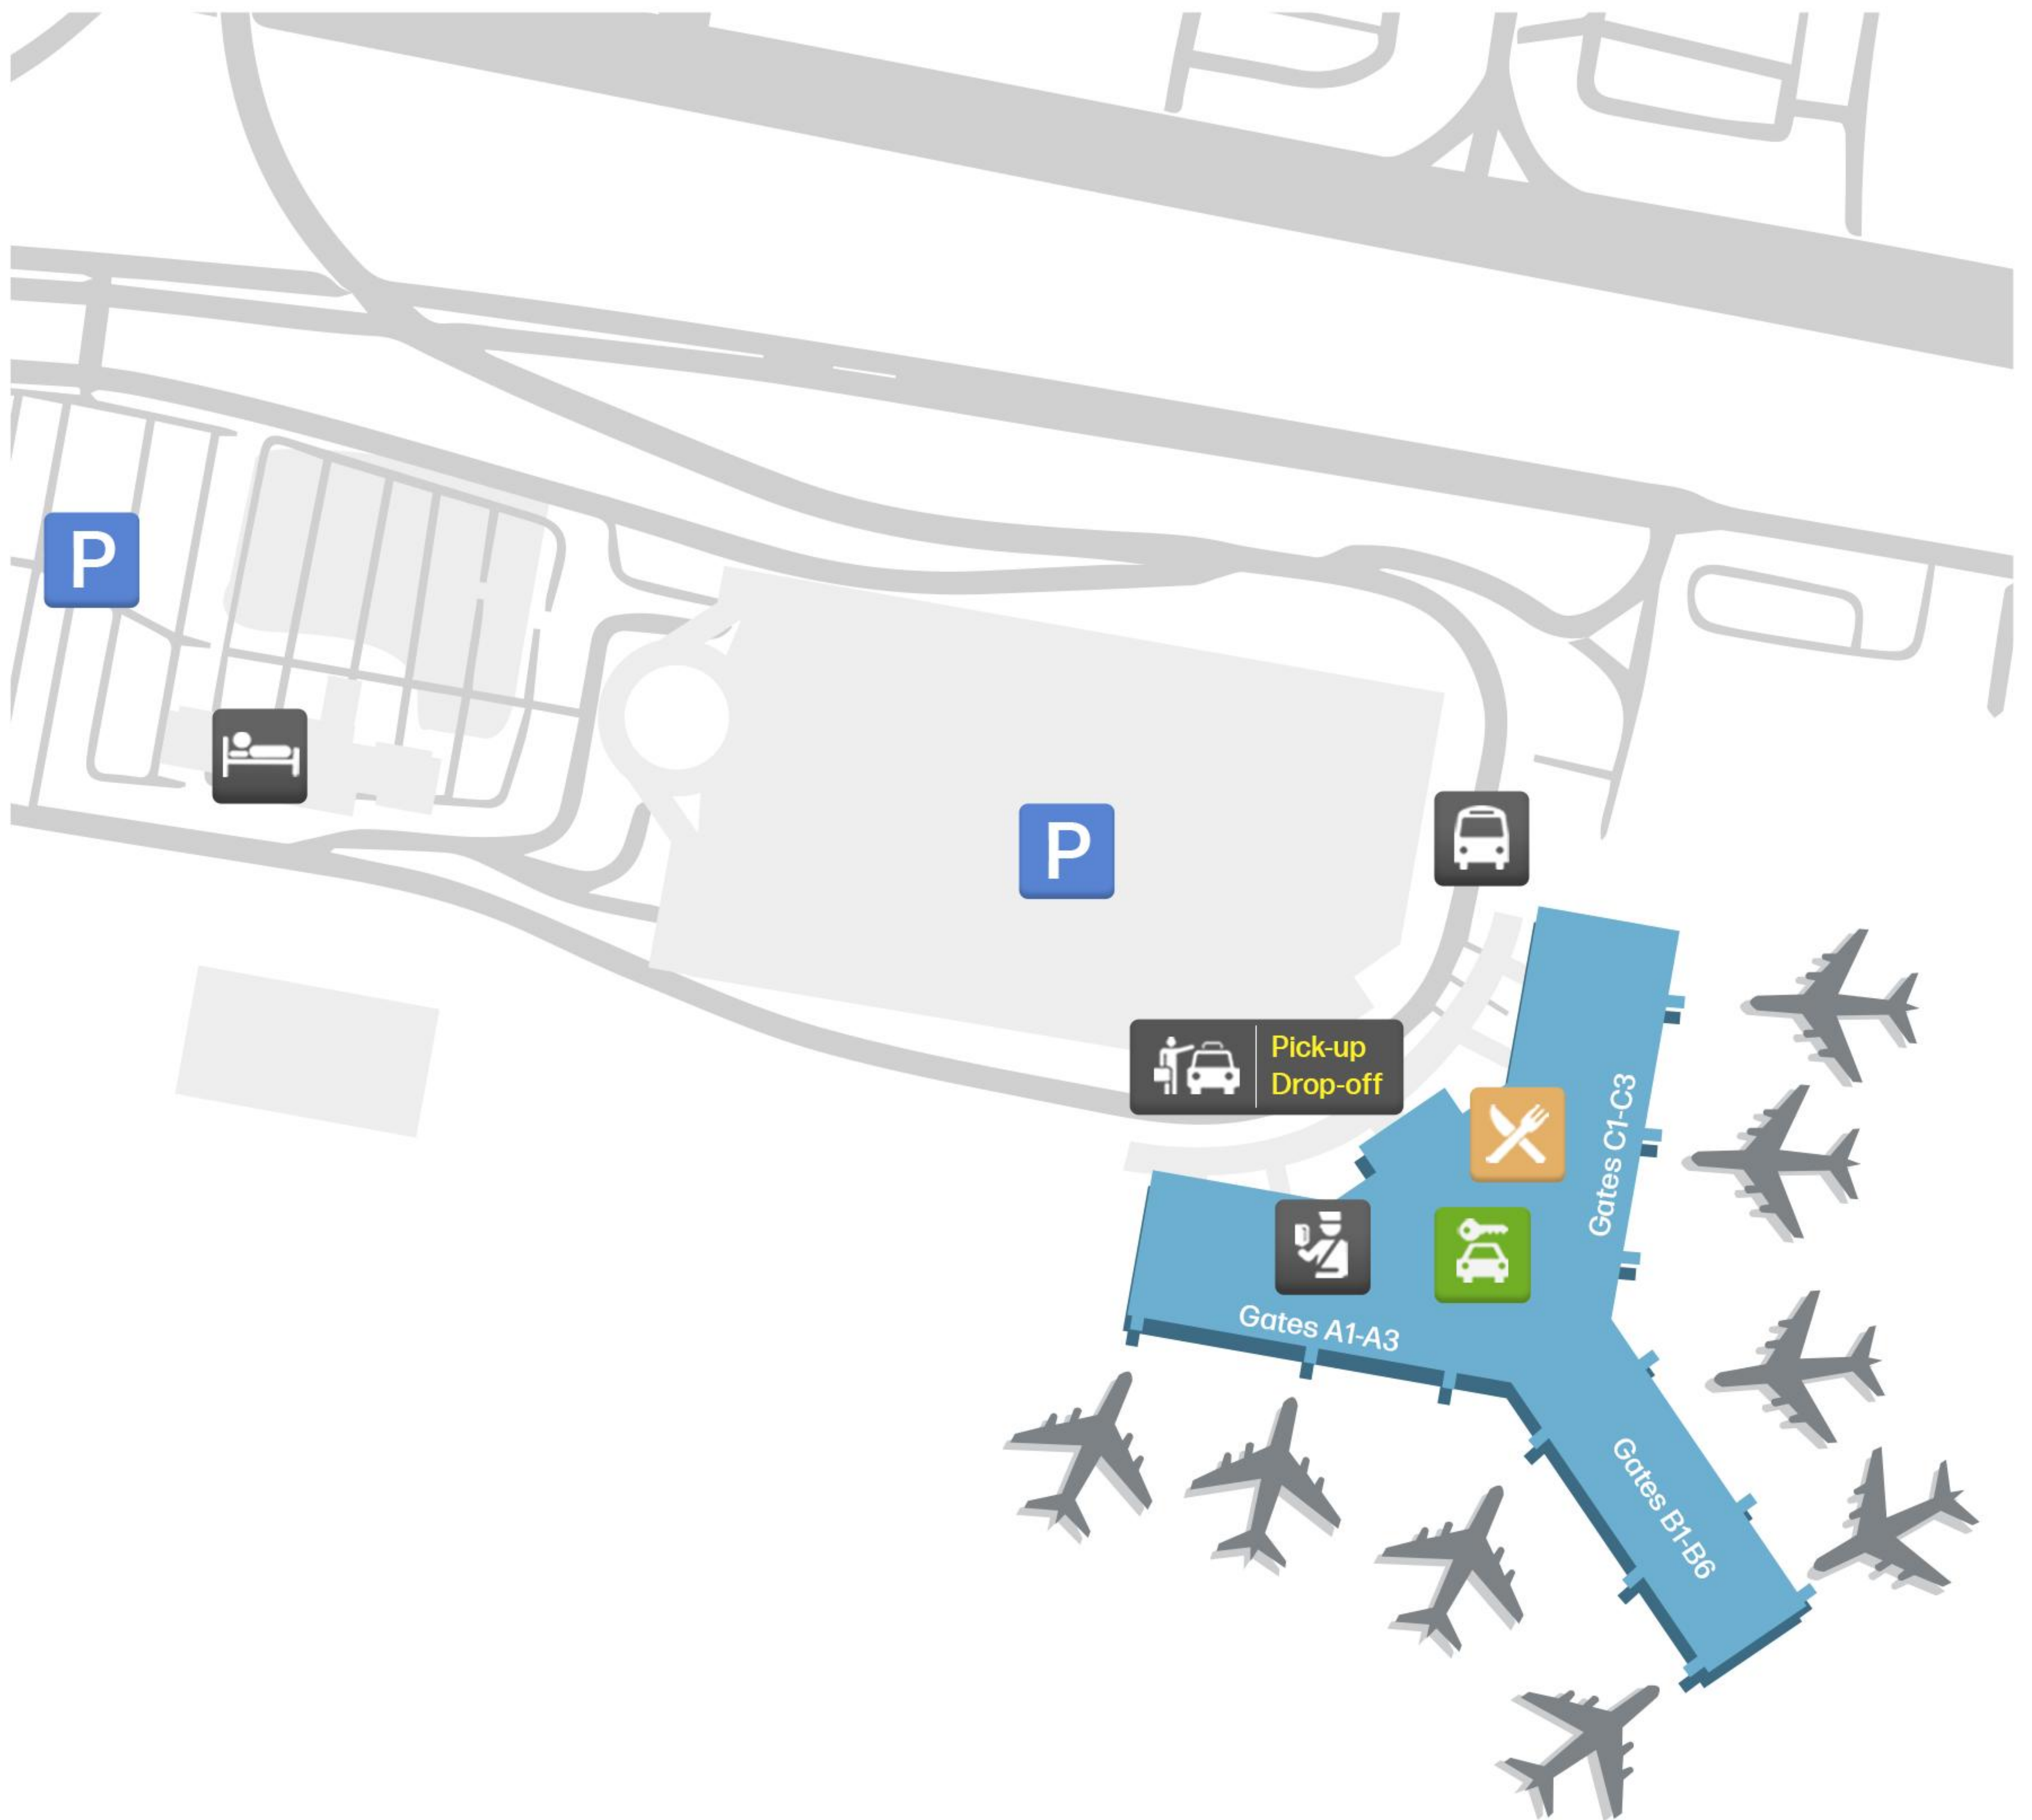 P
P
Pick-up
Drop-off
Gates C1-C3
Gates A1-A3
Gates B1-B6